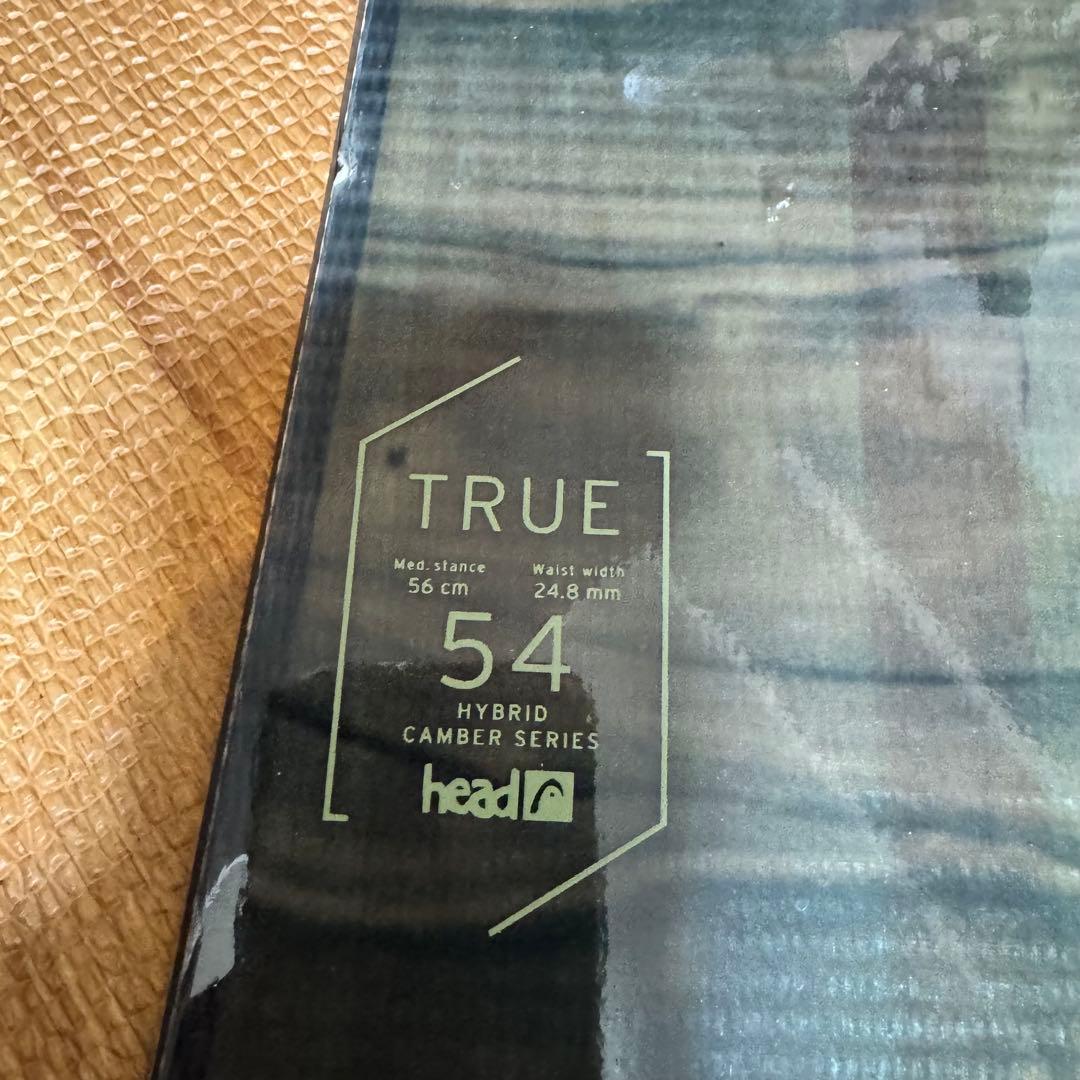 TRUE
Med. stance Waist width
56 cm 24.8 mm
54
HYBRID
CAMBER SERIES
head